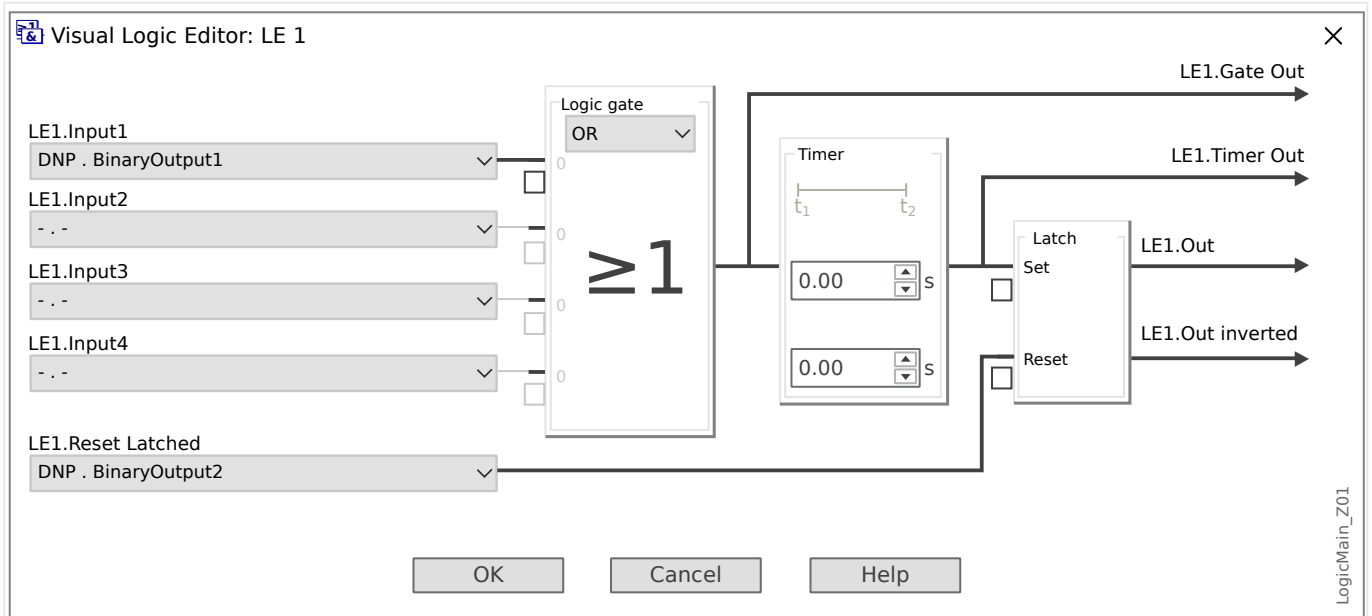 ≥1
&
Visual Logic Editor: LE 1
LE1.Gate Out
Logic gate
OR
LE1.Input1
DNP . BinaryOutput1
0
LE1.Timer Out
Timer
t1 t2
LE1.Input2
- . -
0
≥1
Latch
LE1.Out
Set
LE1.Input3
- . -
0
0.00 s
LE1.Out inverted
LE1.Input4
- . -
0
0.00 s
Reset
LE1.Reset Latched
DNP . BinaryOutput2
OK
Cancel
Help
LogicMain_Z01